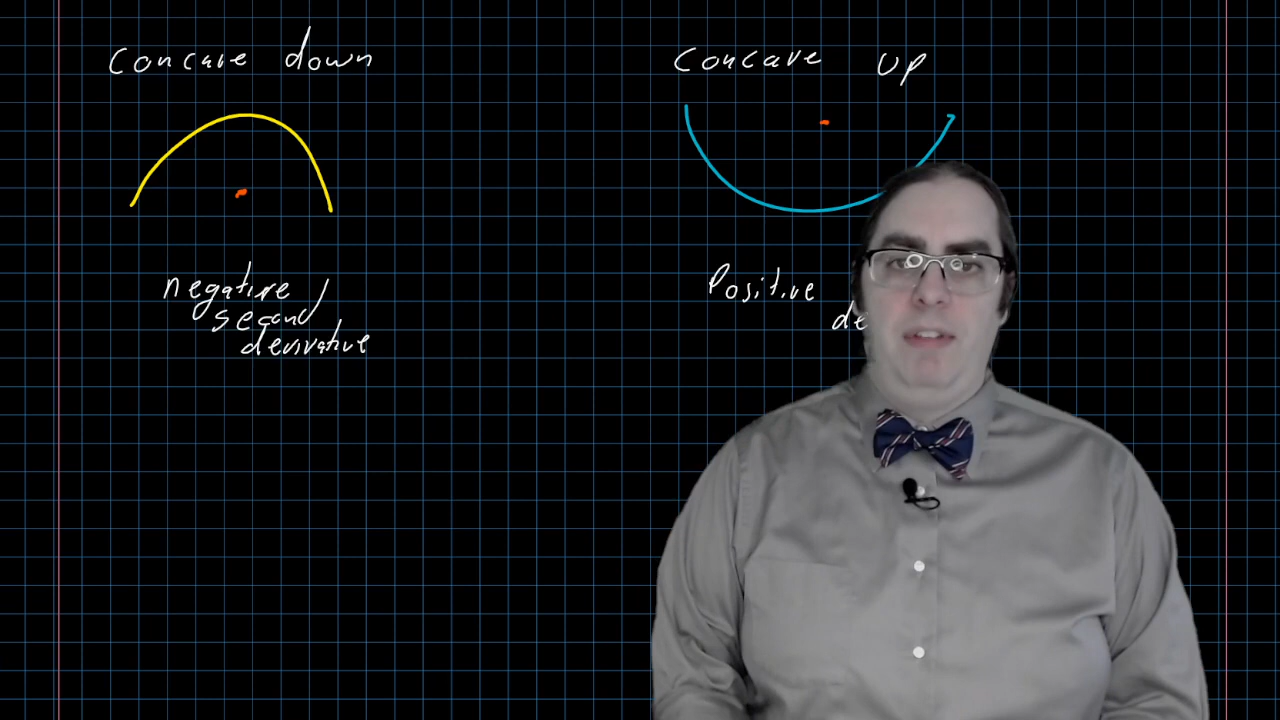 Concave down
Concave up
negative
second
derivative
Positive